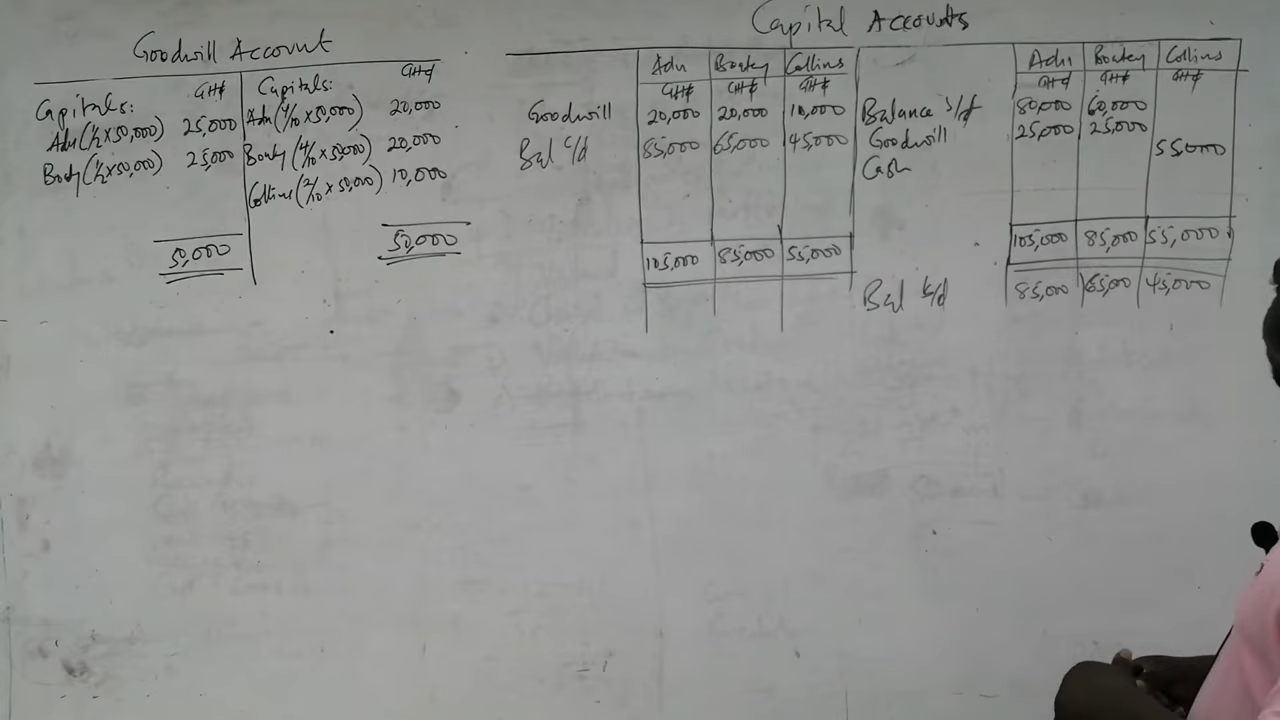 Goodwill Account
GH¢ Capitals: GH¢
Capitals:
Adu (1/2 x 50,000) 25,000 Adu (4/10 x 50,000) 20,000
Boaty (1/2 x 50,000) 25,000 Boaky (4/10 x 50,000) 20,000
Collins (2/10 x 50,000) 10,000
50,000 50,000
Capital Accounts
Adu Boakey Collins Adu Boakey Collins
GH¢ GH¢ GH¢ GH¢ GH¢ GH¢
Goodwill 20,000 20,000 10,000 Balance b/f 80,000 60,000
Bal c/d 85,000 65,000 45,000 Goodwill 25,000 25,000
Cash 55,000
105,000 85,000 55,000 105,000 85,000 55,000
Bal b/d 85,000 65,000 45,000